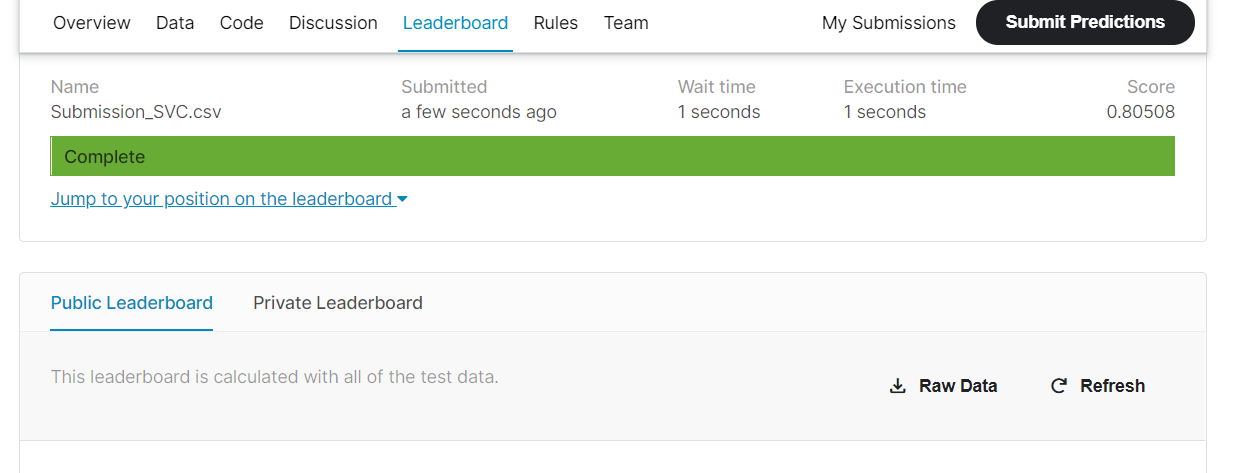 Overview Data Code Discussion Leaderboard Rules Team My Submissions Submit Predictions
Name Submitted Wait time Execution time Score
Submission_SVC.csv a few seconds ago 1 seconds 1 seconds 0.80508
Complete
Jump to your position on the leaderboard
Public Leaderboard Private Leaderboard
This leaderboard is calculated with all of the test data.
Raw Data Refresh